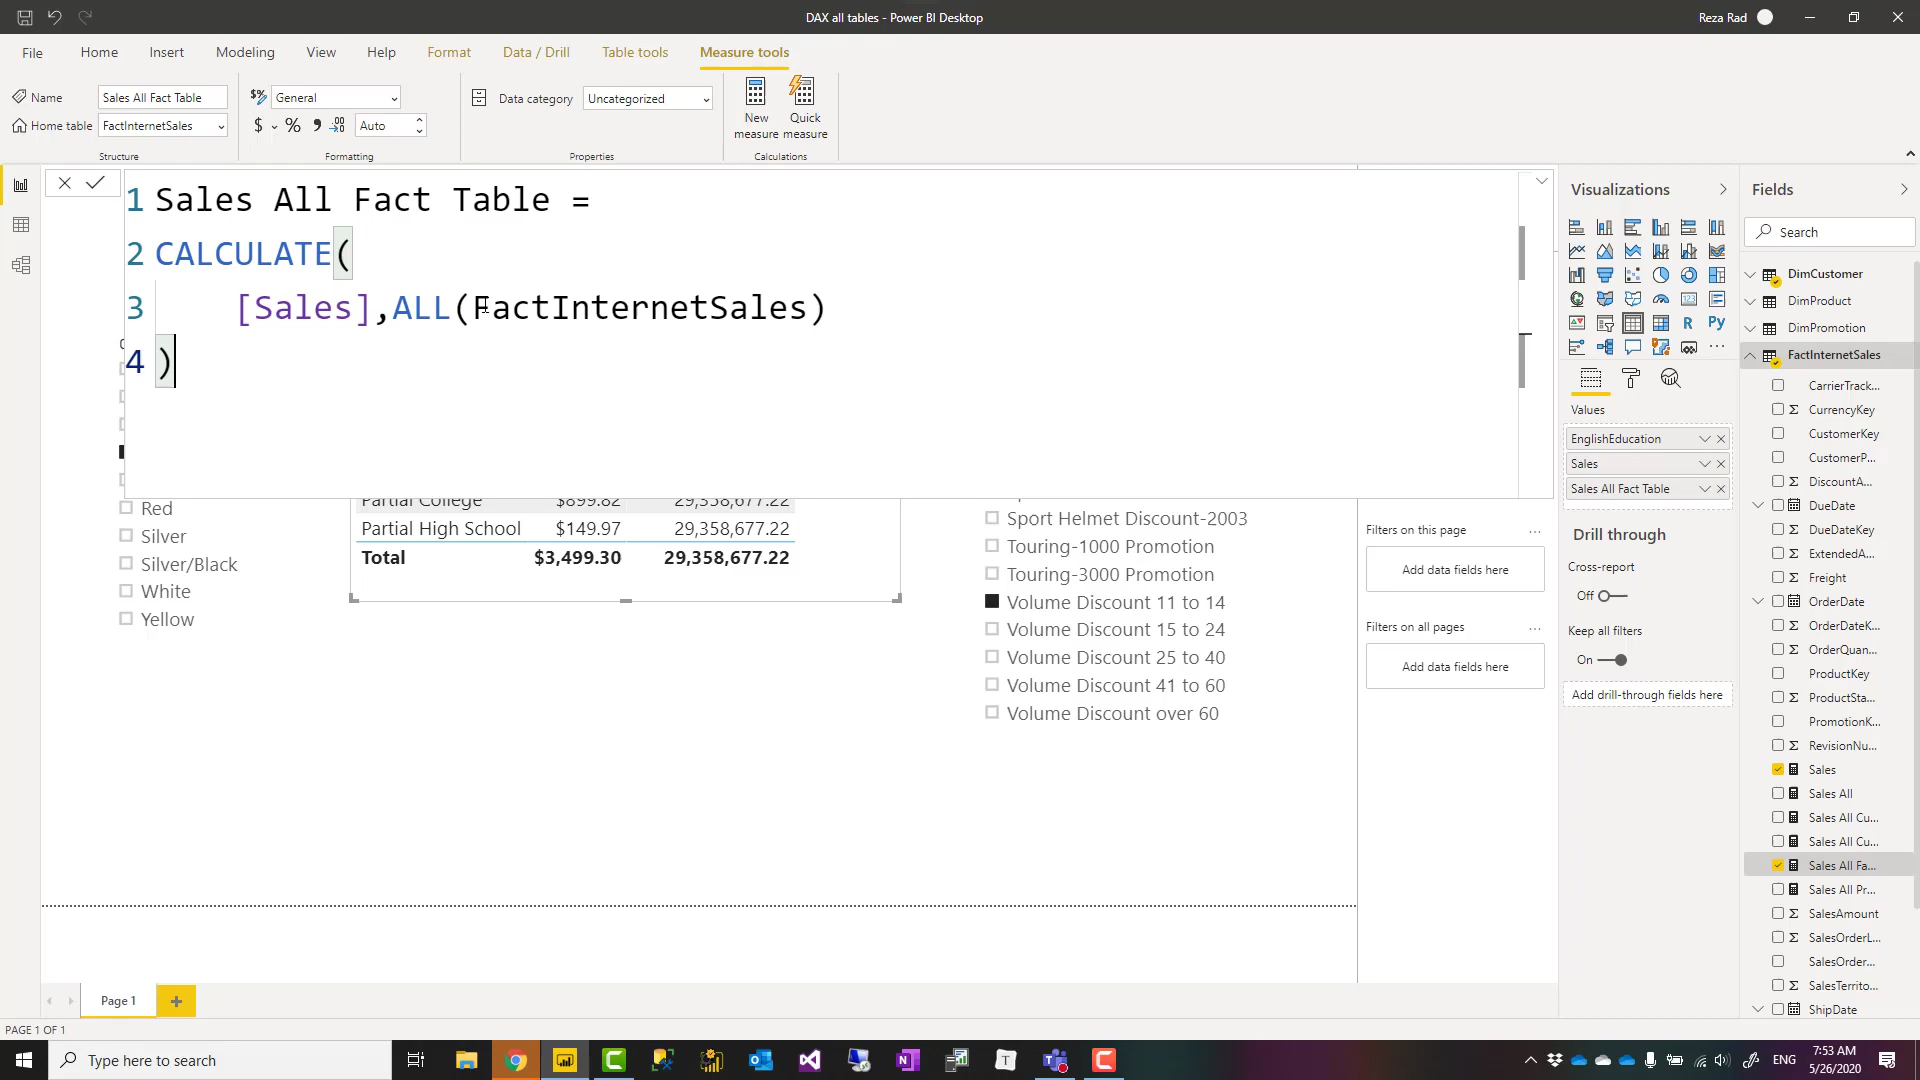 DAX all tables - Power BI Desktop
Reza Rad
File
Home
Insert
Modeling
View
Help
Format
Data / Drill
Table tools
Measure tools
Name
Sales All Fact Table
Home table
FactInternetSales
Structure
General
$
%
Auto
Formatting
Data category
Uncategorized
Properties
New measure
Quick measure
Calculations
1 Sales All Fact Table =
2 CALCULATE(
3 [Sales],ALL(FactInternetSales)
4 )
Red
Silver
Silver/Black
White
Yellow
Partial College $899.82 29,358,677.22
Partial High School $149.97 29,358,677.22
Total $3,499.30 29,358,677.22
Sport Helmet Discount-2003
Touring-1000 Promotion
Touring-3000 Promotion
Volume Discount 11 to 14
Volume Discount 15 to 24
Volume Discount 25 to 40
Volume Discount 41 to 60
Volume Discount over 60
Filters on this page
...
Add data fields here
Filters on all pages
...
Add data fields here
Visualizations
R
Py
...
Values
EnglishEducation
Sales
Sales All Fact Table
Drill through
Cross-report
Off
Keep all filters
On
Add drill-through fields here
Fields
Search
DimCustomer
DimProduct
DimPromotion
FactInternetSales
CarrierTrack...
CurrencyKey
CustomerKey
CustomerP...
DiscountA...
DueDate
DueDateKey
ExtendedA...
Freight
OrderDate
OrderDateK...
OrderQuan...
ProductKey
ProductSta...
PromotionK...
RevisionNu...
Sales
Sales All
Sales All Cu...
Sales All Cu...
Sales All Fa...
Sales All Pr...
SalesAmount
SalesOrderL...
SalesOrder...
SalesTerrito...
ShipDate
Page 1
PAGE 1 OF 1
Type here to search
ENG
7:53 AM
5/26/2020